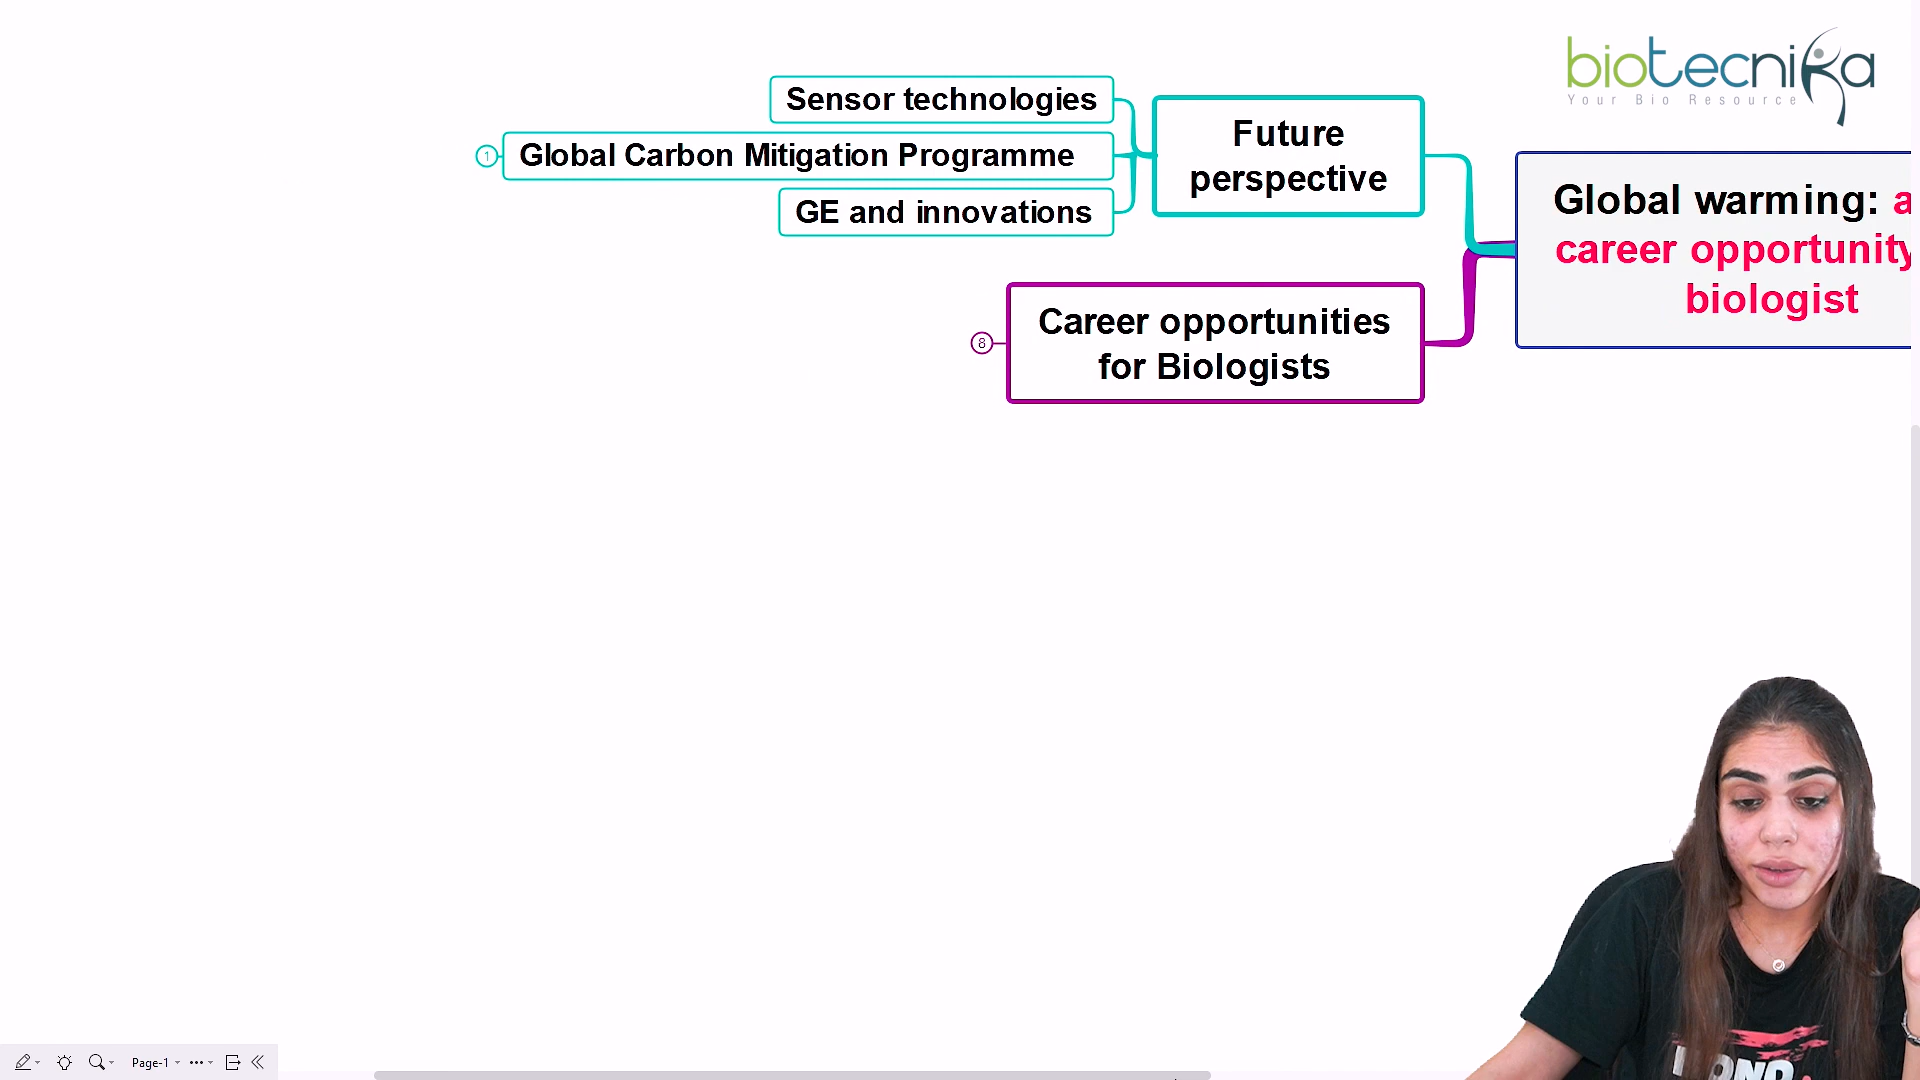 biotecnika
Your Bio Resource
Sensor technologies
1
Global Carbon Mitigation Programme
GE and innovations
Future
perspective
Global warming: a
career opportunity
biologist
8
Career opportunities
for Biologists
Page-1